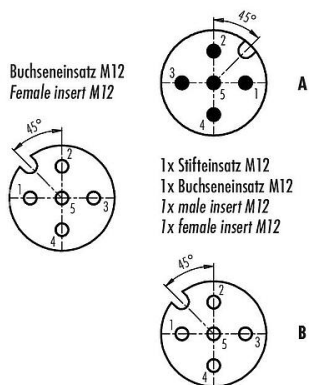 45°
2
3
5
1
4
A
Buchseneinsatz M12
Female insert M12
45°
2
1
5
3
4
1x Stifteinsatz M12
1x Buchseneinsatz M12
1x male insert M12
1x female insert M12
45°
2
1
5
3
4
B